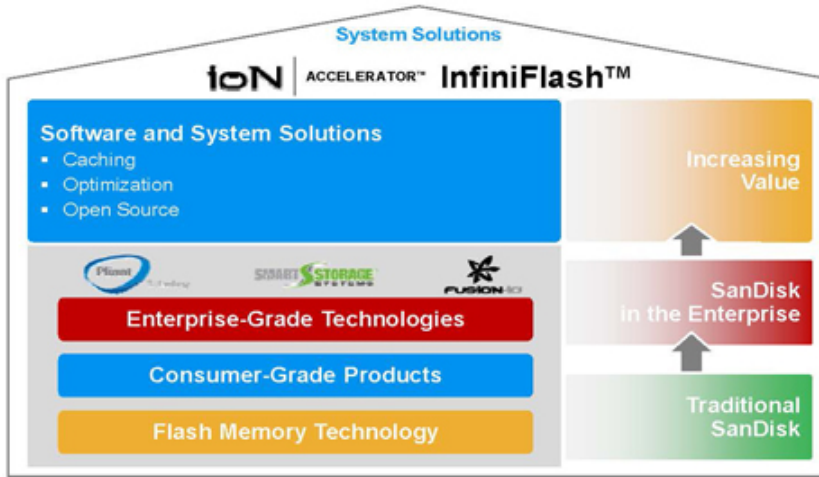 System Solutions
ioN ACCELERATOR™ InfiniFlash™
Software and System Solutions
▪ Caching
▪ Optimization
▪ Open Source
Increasing
Value
Pliant
SMART STORAGE
SYSTEMS
FUSION-iO
Enterprise-Grade Technologies
SanDisk
in the Enterprise
Consumer-Grade Products
Flash Memory Technology
Traditional
SanDisk